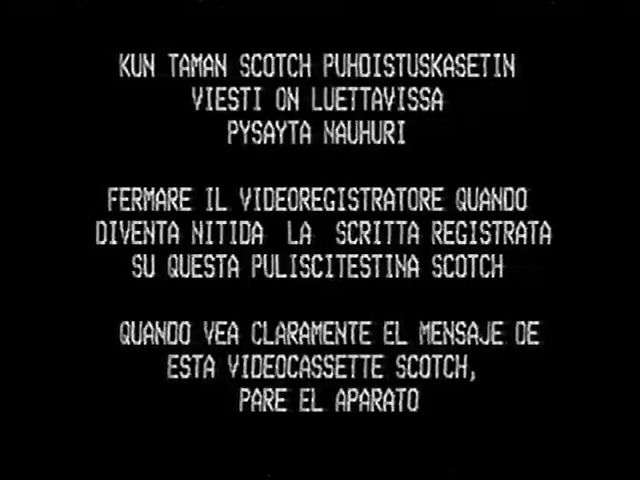 KUN TAMAN SCOTCH PUHDISTUSKASETIN
VIESTI ON LUETTAVISSA
PYSAYTA NAUHURI
FERMARE IL VIDEOREGISTRATORE QUANDO
DIVENTA NITIDA LA SCRITTA REGISTRATA
SU QUESTA PULISCITESTINA SCOTCH
QUANDO VEA CLARAMENTE EL MENSAJE DE
ESTA VIDEOCASSETTE SCOTCH,
PARE EL APARATO